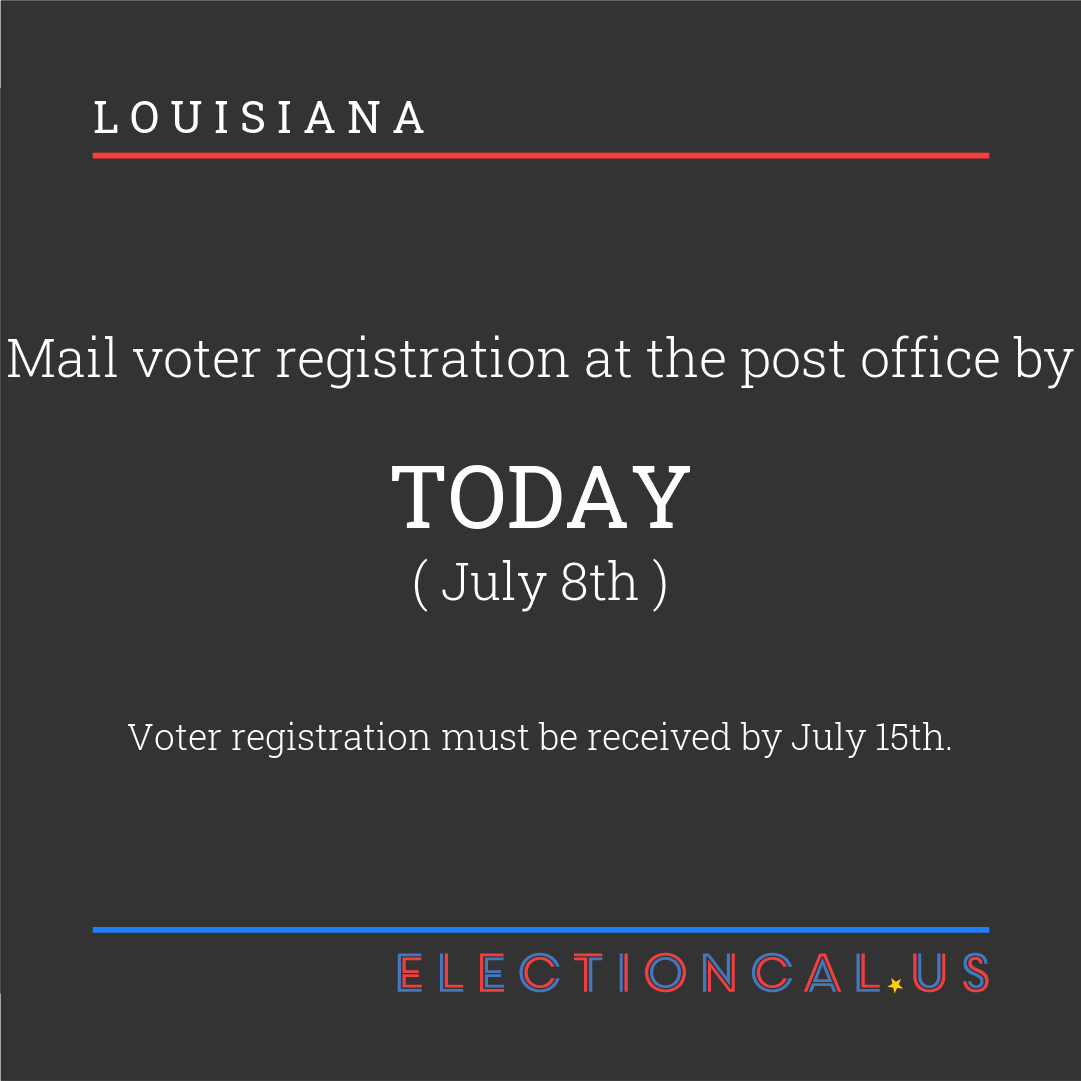 LOUISIANA
Mail voter registration at the post office by
TODAY
( July 8th )
Voter registration must be received by July 15th.
ELECTIONCAL.US